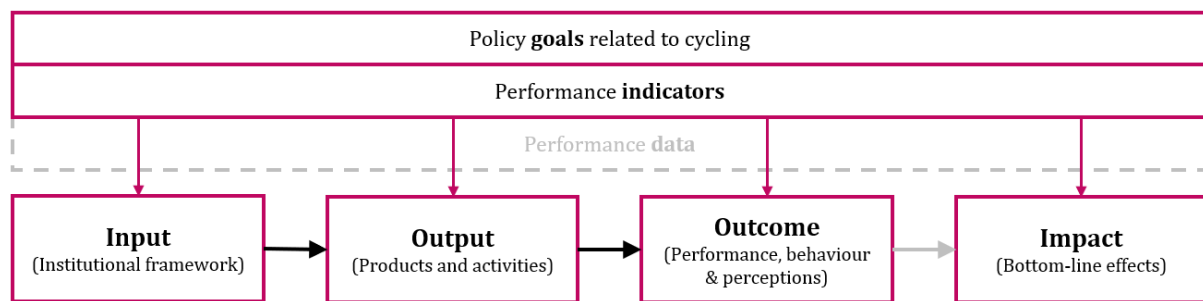 Policy goals related to cycling
Performance indicators
Performance data
Input
(Institutional framework)
Output
(Products and activities)
Outcome
(Performance, behaviour
& perceptions)
Impact
(Bottom-line effects)